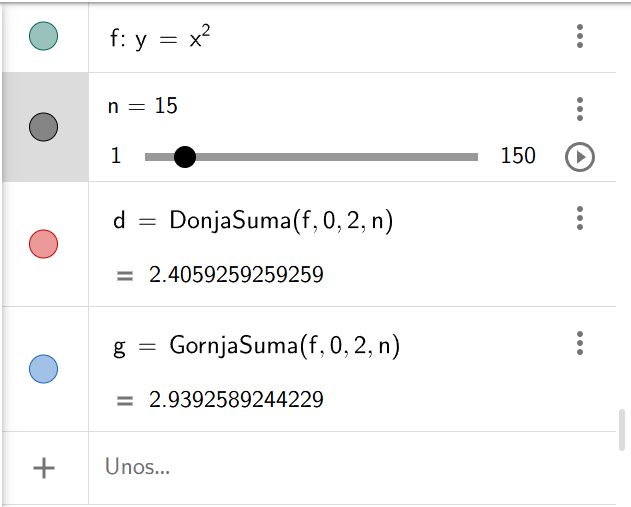 f: y = x²
n = 15
1 150
d = DonjaSuma(f, 0, 2, n)
= 2.4059259259259
g = GornjaSuma(f, 0, 2, n)
= 2.9392589244229
+ Unos...